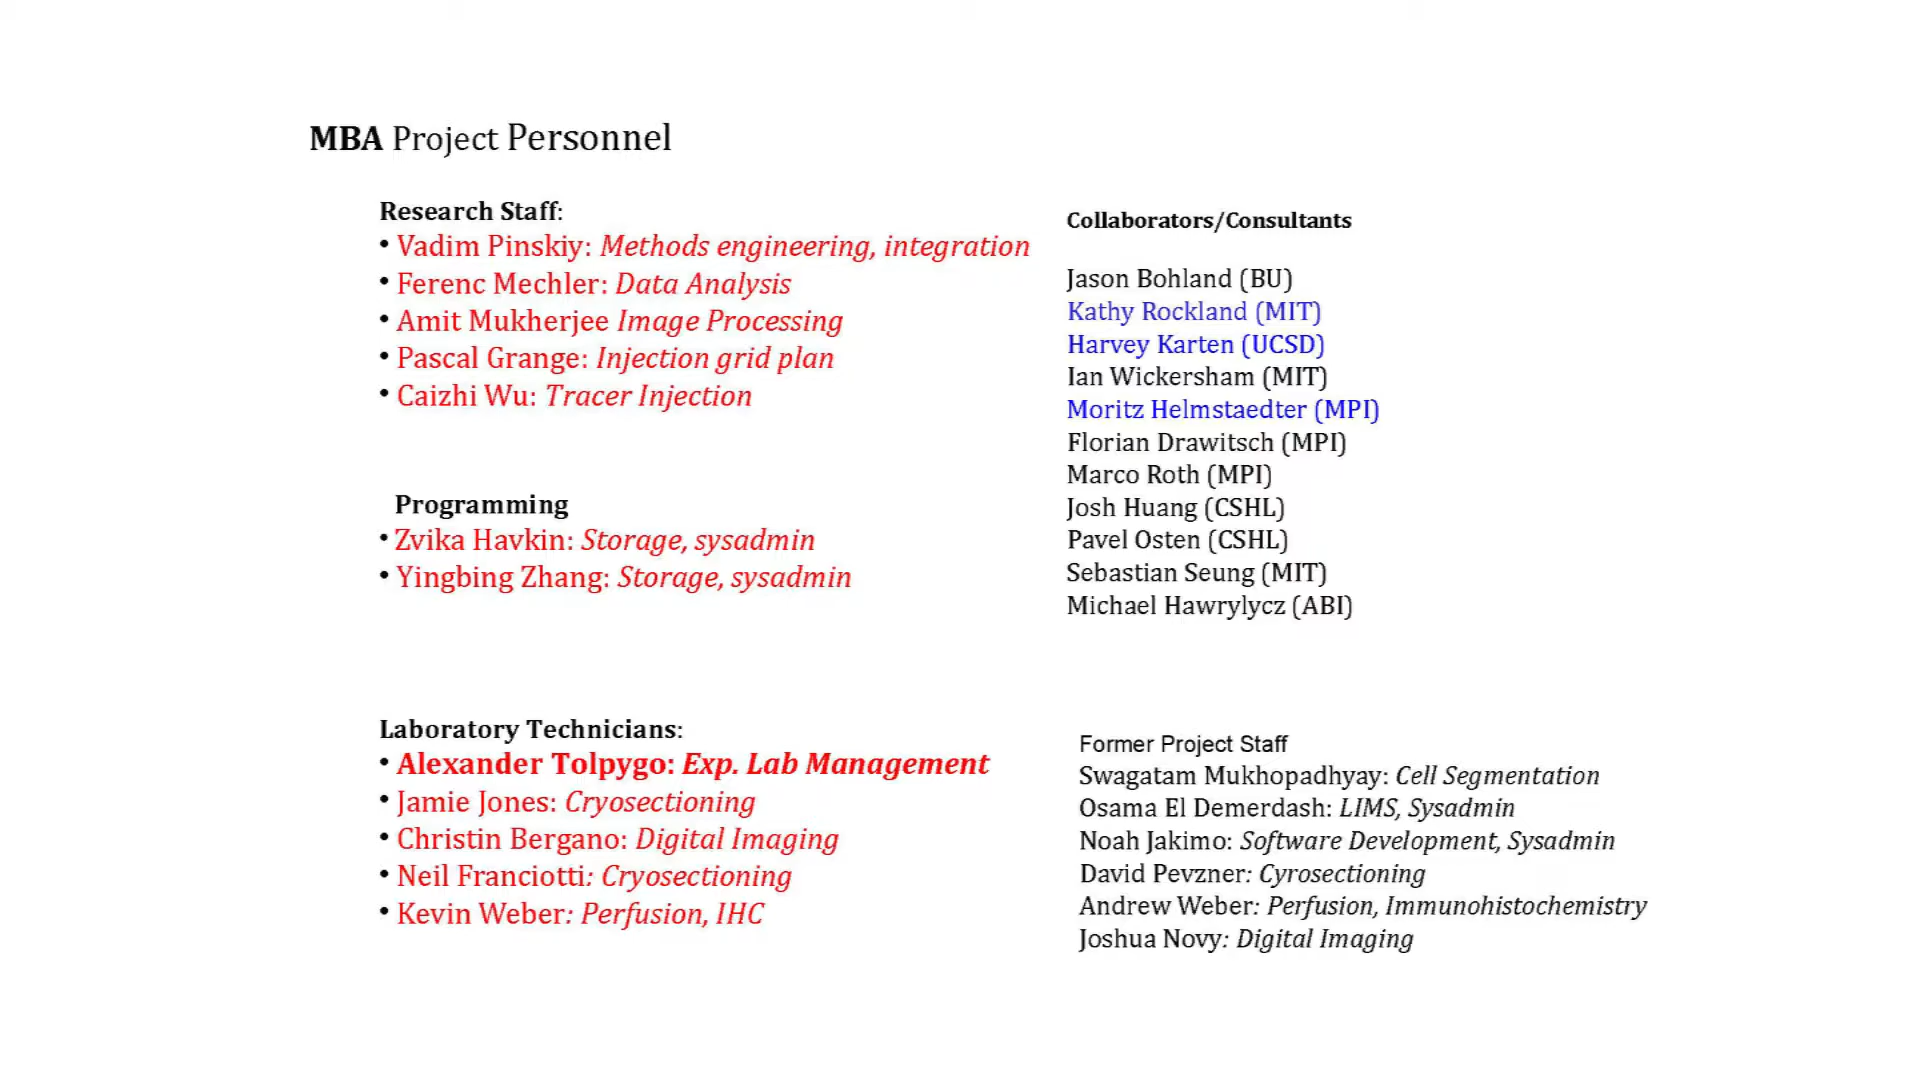 MBA Project Personnel
Research Staff:
• Vadim Pinskiy: Methods engineering, integration
• Ferenc Mechler: Data Analysis
• Amit Mukherjee Image Processing
• Pascal Grange: Injection grid plan
• Caizhi Wu: Tracer Injection
Programming
• Zvika Havkin: Storage, sysadmin
• Yingbing Zhang: Storage, sysadmin
Laboratory Technicians:
• Alexander Tolpygo: Exp. Lab Management
• Jamie Jones: Cryosectioning
• Christin Bergano: Digital Imaging
• Neil Franciotti: Cryosectioning
• Kevin Weber: Perfusion, IHC
Collaborators/Consultants
Jason Bohland (BU)
Kathy Rockland (MIT)
Harvey Karten (UCSD)
Ian Wickersham (MIT)
Moritz Helmstaedter (MPI)
Florian Drawitsch (MPI)
Marco Roth (MPI)
Josh Huang (CSHL)
Pavel Osten (CSHL)
Sebastian Seung (MIT)
Michael Hawrylycz (ABI)
Former Project Staff
Swagatam Mukhopadhyay: Cell Segmentation
Osama El Demerdash: LIMS, Sysadmin
Noah Jakimo: Software Development, Sysadmin
David Pevzner: Cyrosectioning
Andrew Weber: Perfusion, Immunohistochemistry
Joshua Novy: Digital Imaging